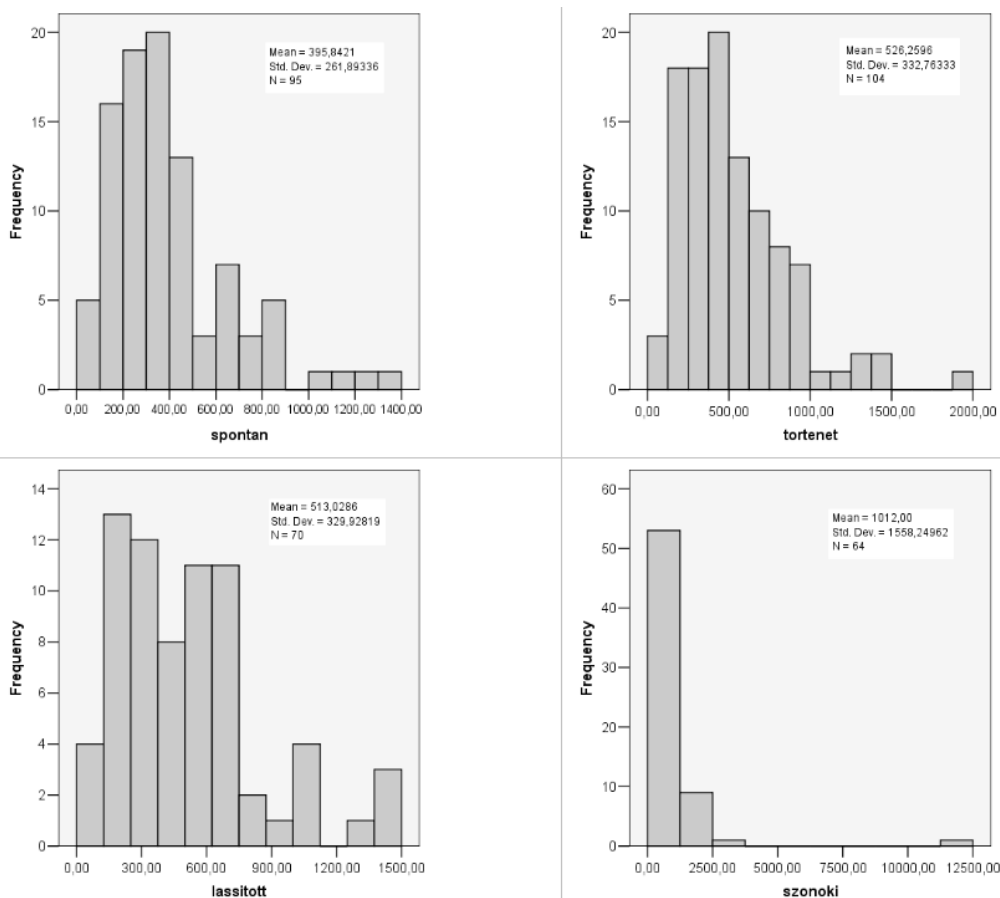 Mean = 395,8421
Std. Dev. = 261,89336
N = 95
20
15
10
5
0
Frequency
0,00 200,00 400,00 600,00 800,00 1000,00 1200,00 1400,00
spontan
Mean = 526,2596
Std. Dev. = 332,76333
N = 104
20
15
10
5
0
Frequency
0,00 500,00 1000,00 1500,00 2000,00
tortenet
Mean = 513,0286
Std. Dev. = 329,92819
N = 70
14
12
10
8
6
4
2
0
Frequency
0,00 300,00 600,00 900,00 1200,00 1500,00
lassitott
Mean = 1012,00
Std. Dev. = 1558,24962
N = 64
60
50
40
30
20
10
0
Frequency
0,00 2500,00 5000,00 7500,00 10000,00 12500,00
szonoki